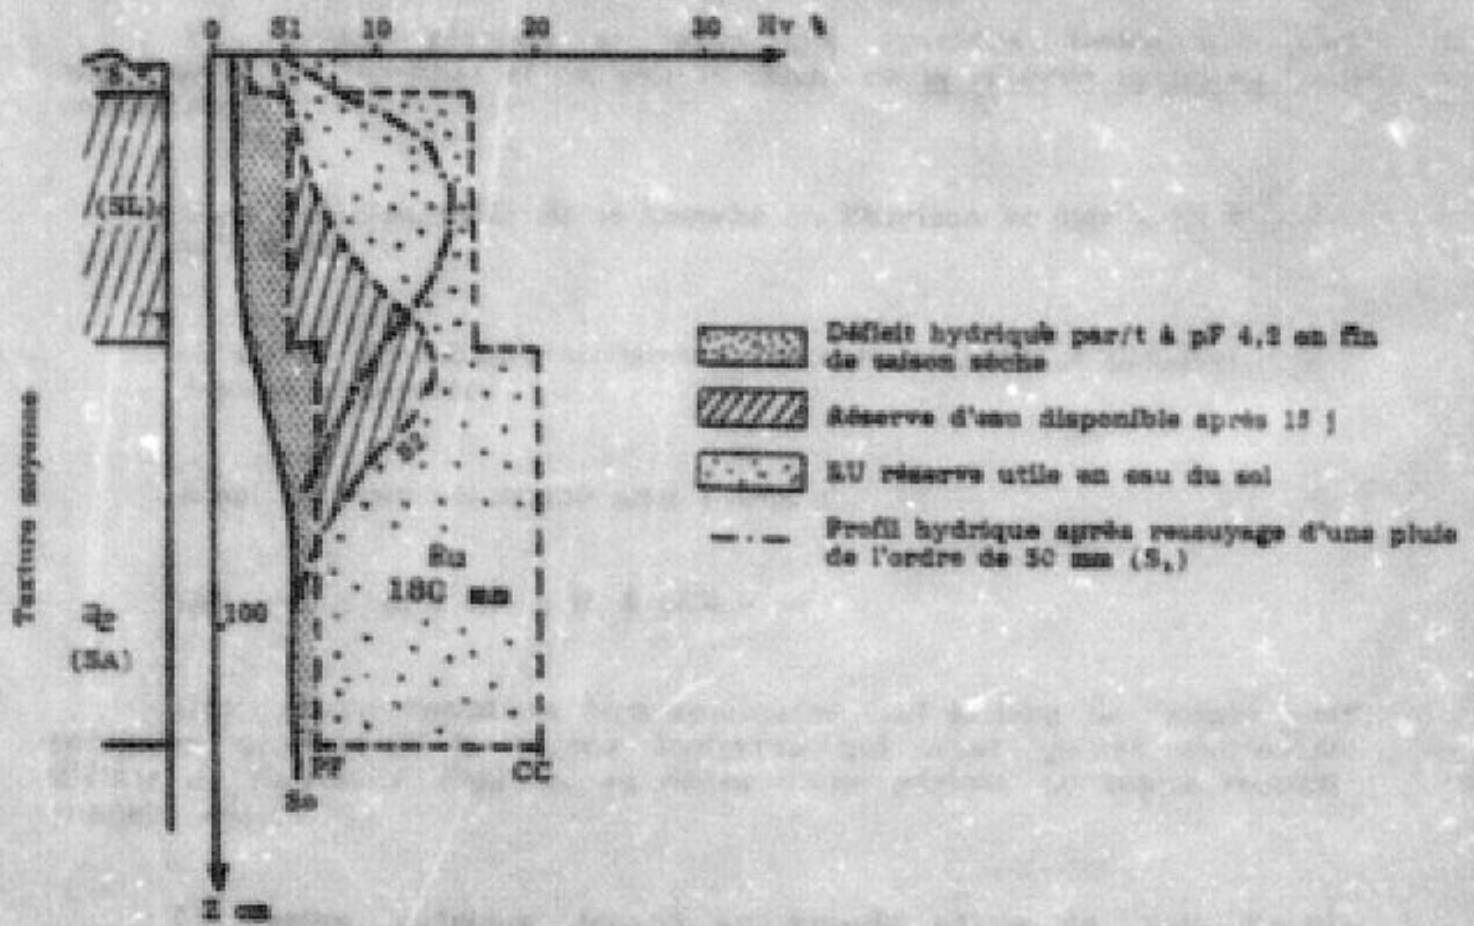 0 S1 10 20 30 Hv %
S
(SL)
Texture moyenne
100
(SA)
Z cm
Ru
180 mm
S2
PF
CC
So
Déficit hydrique par/t à pF 4,2 en fin
de saison sèche
Réserve d'eau disponible après 15 j
RU réserve utile en eau du sol
Profil hydrique après ressuyage d'une pluie
de l'ordre de 50 mm (S₁)